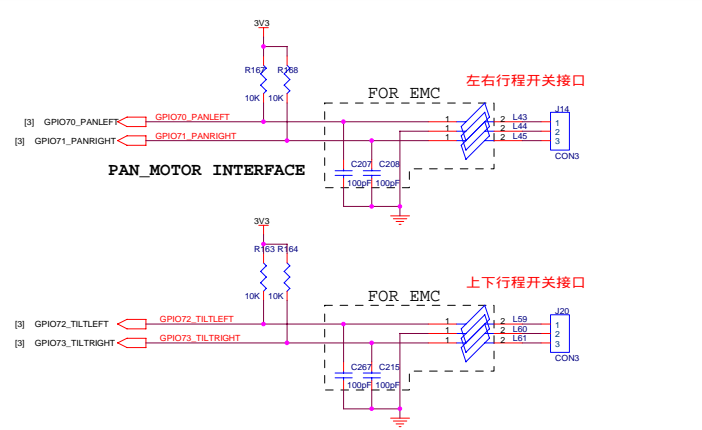 3V3
R167 R168
10K 10K
左右行程开关接口
FOR EMC
J14
[3] GPIO70_PANLEFT GPIO70_PANLEFT 1 2 L43 1
1 2 L44 2
[3] GPIO71_PANRIGHT GPIO71_PANRIGHT 1 2 L45 3
CON3
PAN_MOTOR INTERFACE
C207 C208
100pF 100pF
3V3
R163 R164
10K 10K
上下行程开关接口
FOR EMC
J20
[3] GPIO72_TILTLEFT GPIO72_TILTLEFT 1 2 L59 1
1 2 L60 2
[3] GPIO73_TILTRIGHT GPIO73_TILTRIGHT 1 2 L61 3
CON3
C267 C215
100pF 100pF